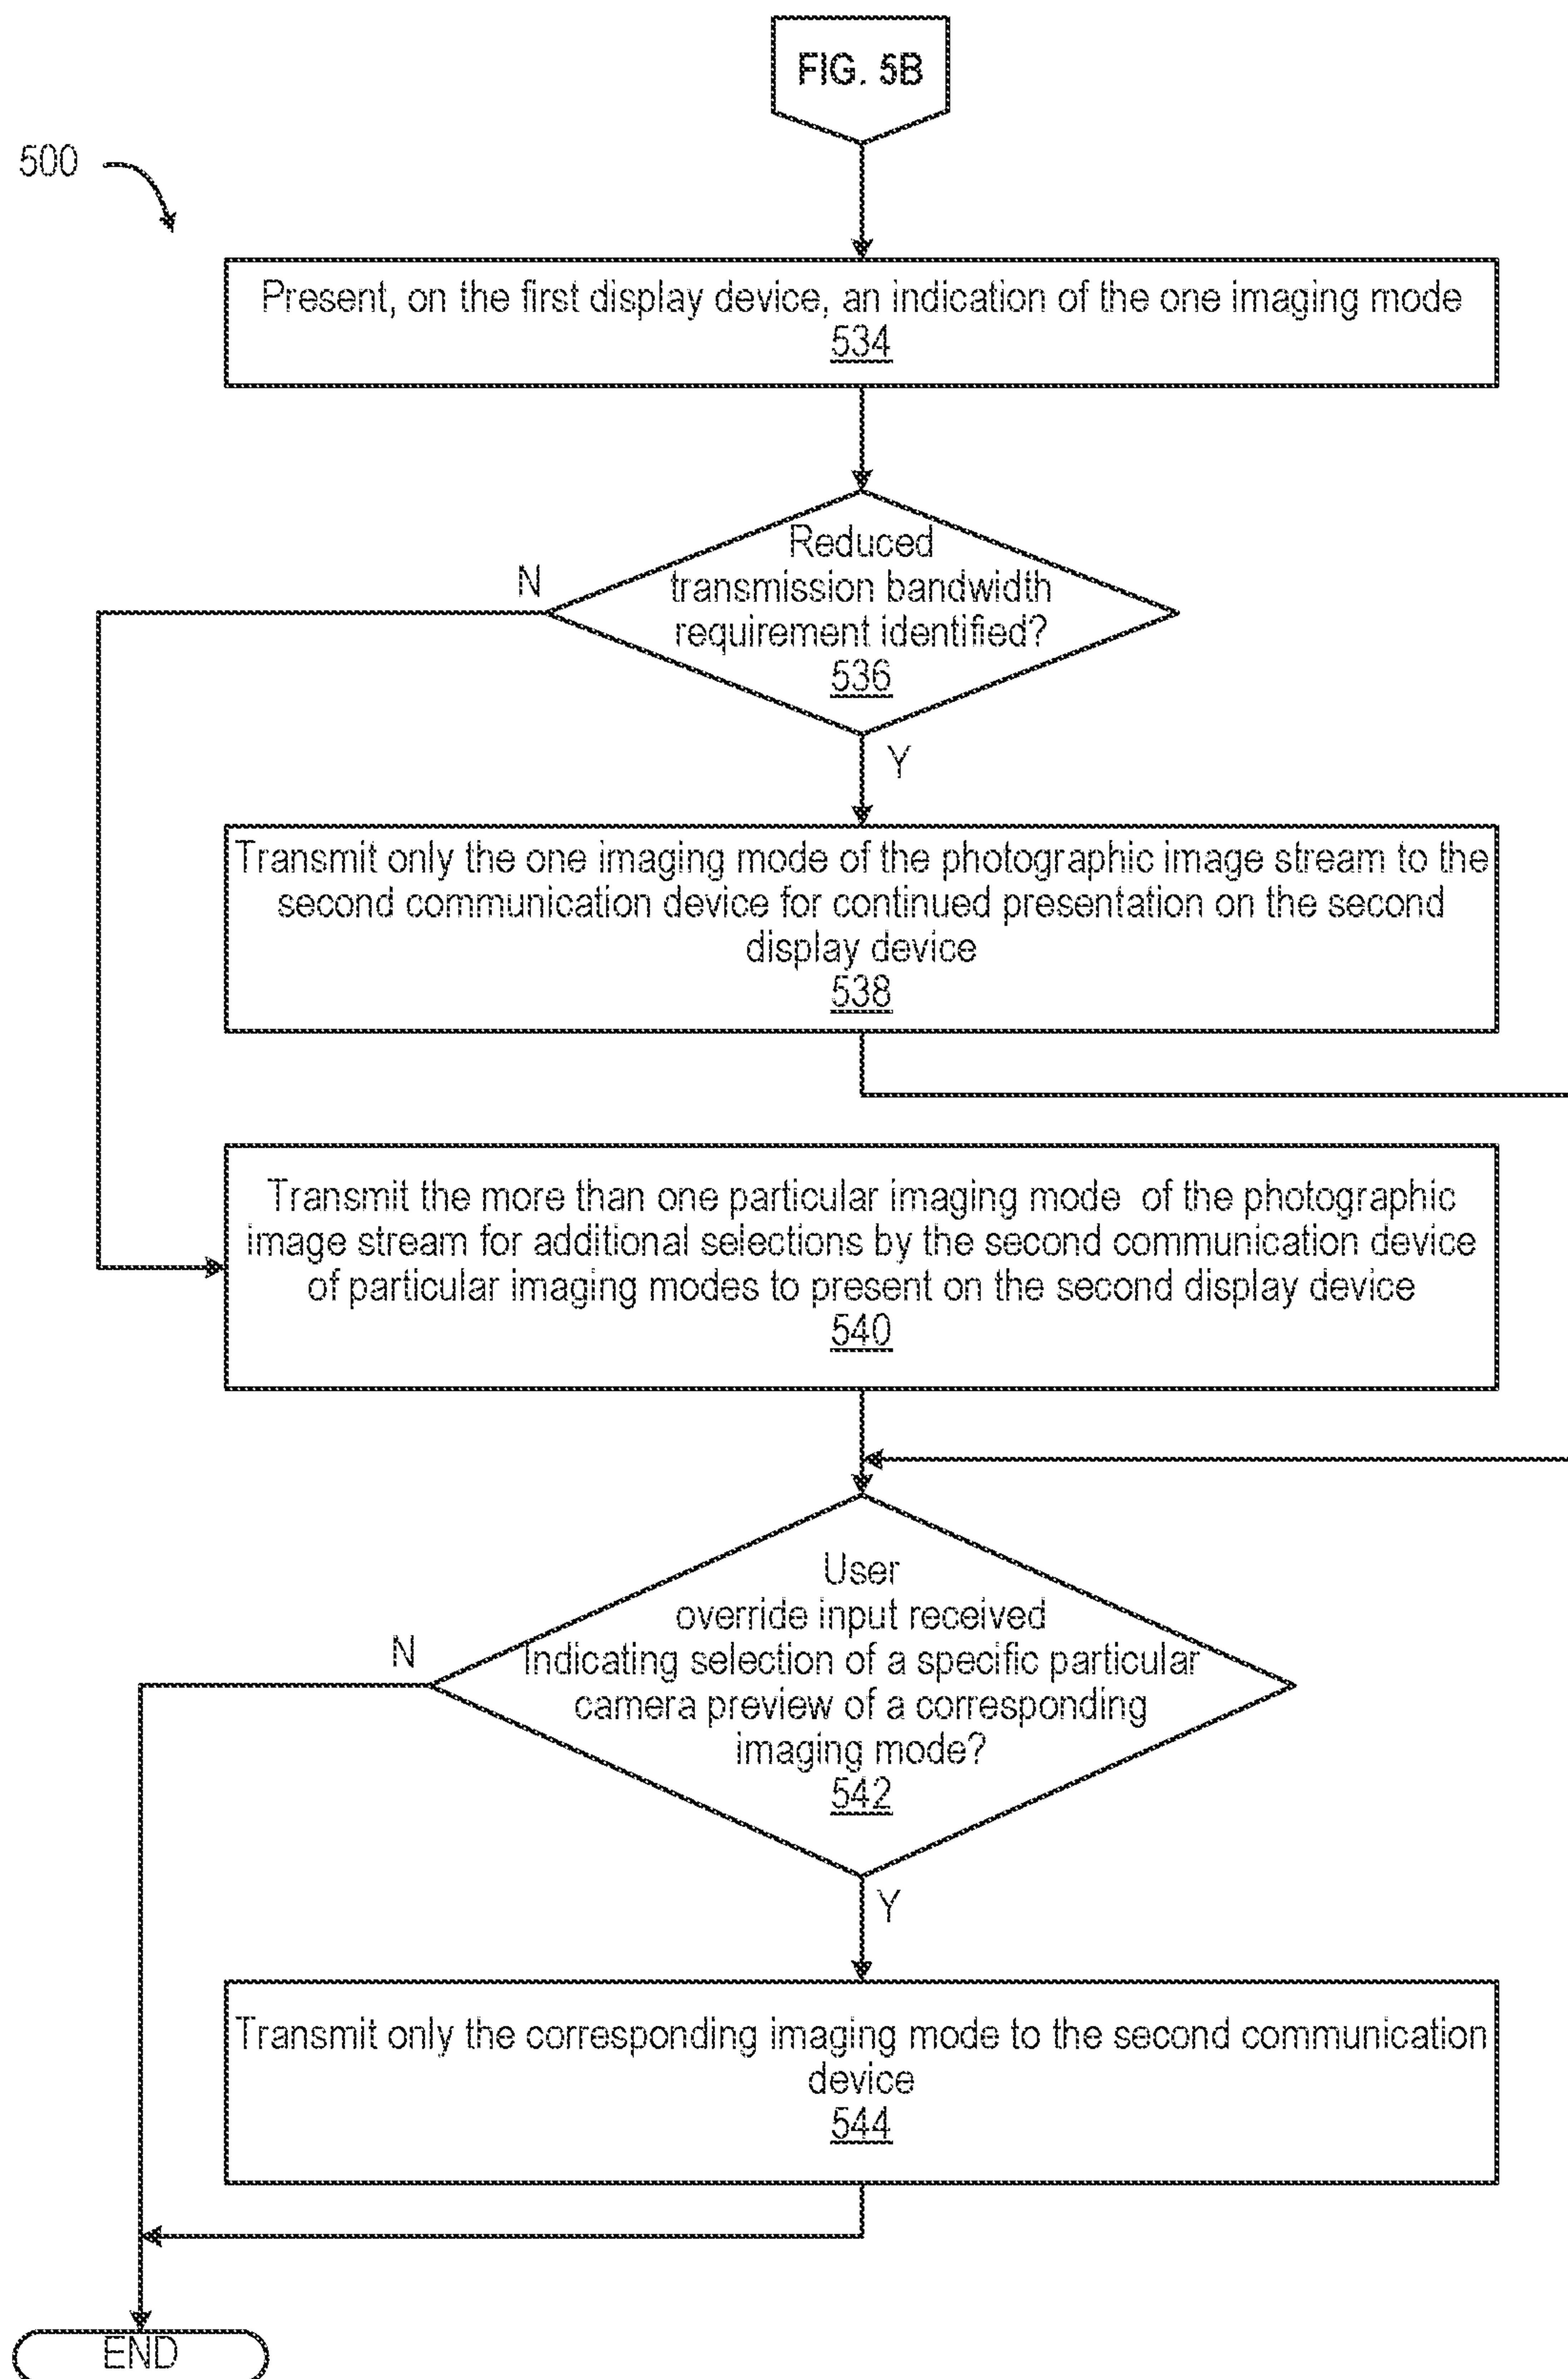 FIG. 5B
500
Present, on the first display device, an indication of the one imaging mode
534
Reduced
transmission bandwidth
requirement identified?
536
N
Y
Transmit only the one imaging mode of the photographic image stream to the
second communication device for continued presentation on the second
display device
538
Transmit the more than one particular imaging mode of the photographic
image stream for additional selections by the second communication device
of particular imaging modes to present on the second display device
540
User
override input received
Indicating selection of a specific particular
camera preview of a corresponding
imaging mode?
542
N
Y
Transmit only the corresponding imaging mode to the second communication
device
544
END